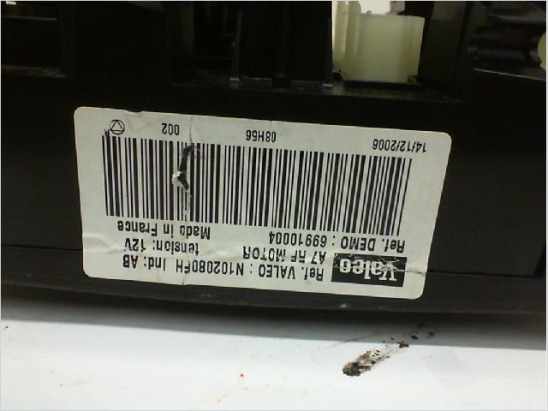 Valeo
Ref. VALEO : N102080FH Ind: AB
A7 RF MOTOR tension: 12V
Ref. DEMO : 69910004 Made in France
14/12/2006 08H56 002